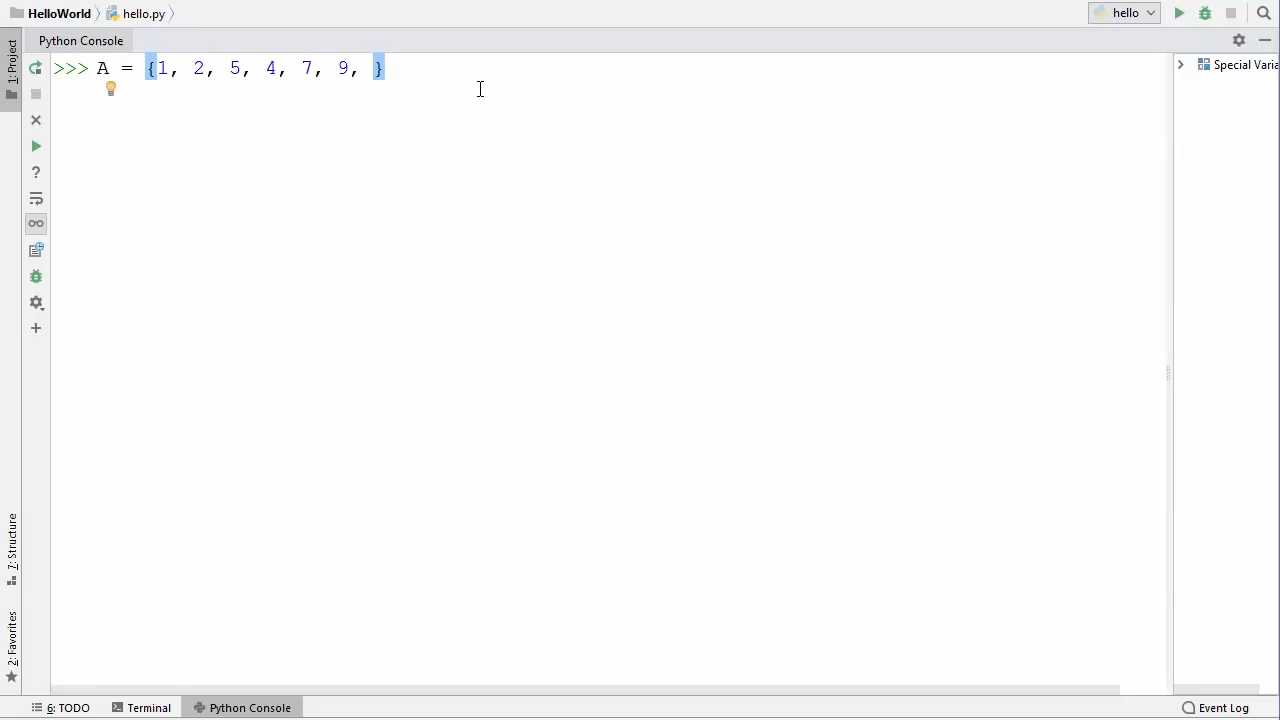 HelloWorld hello.py hello
1: Project
Python Console
>>> A = {1, 2, 5, 4, 7, 9, }
Special Varia
?
7: Structure
2: Favorites
6: TODO Terminal Python Console Event Log